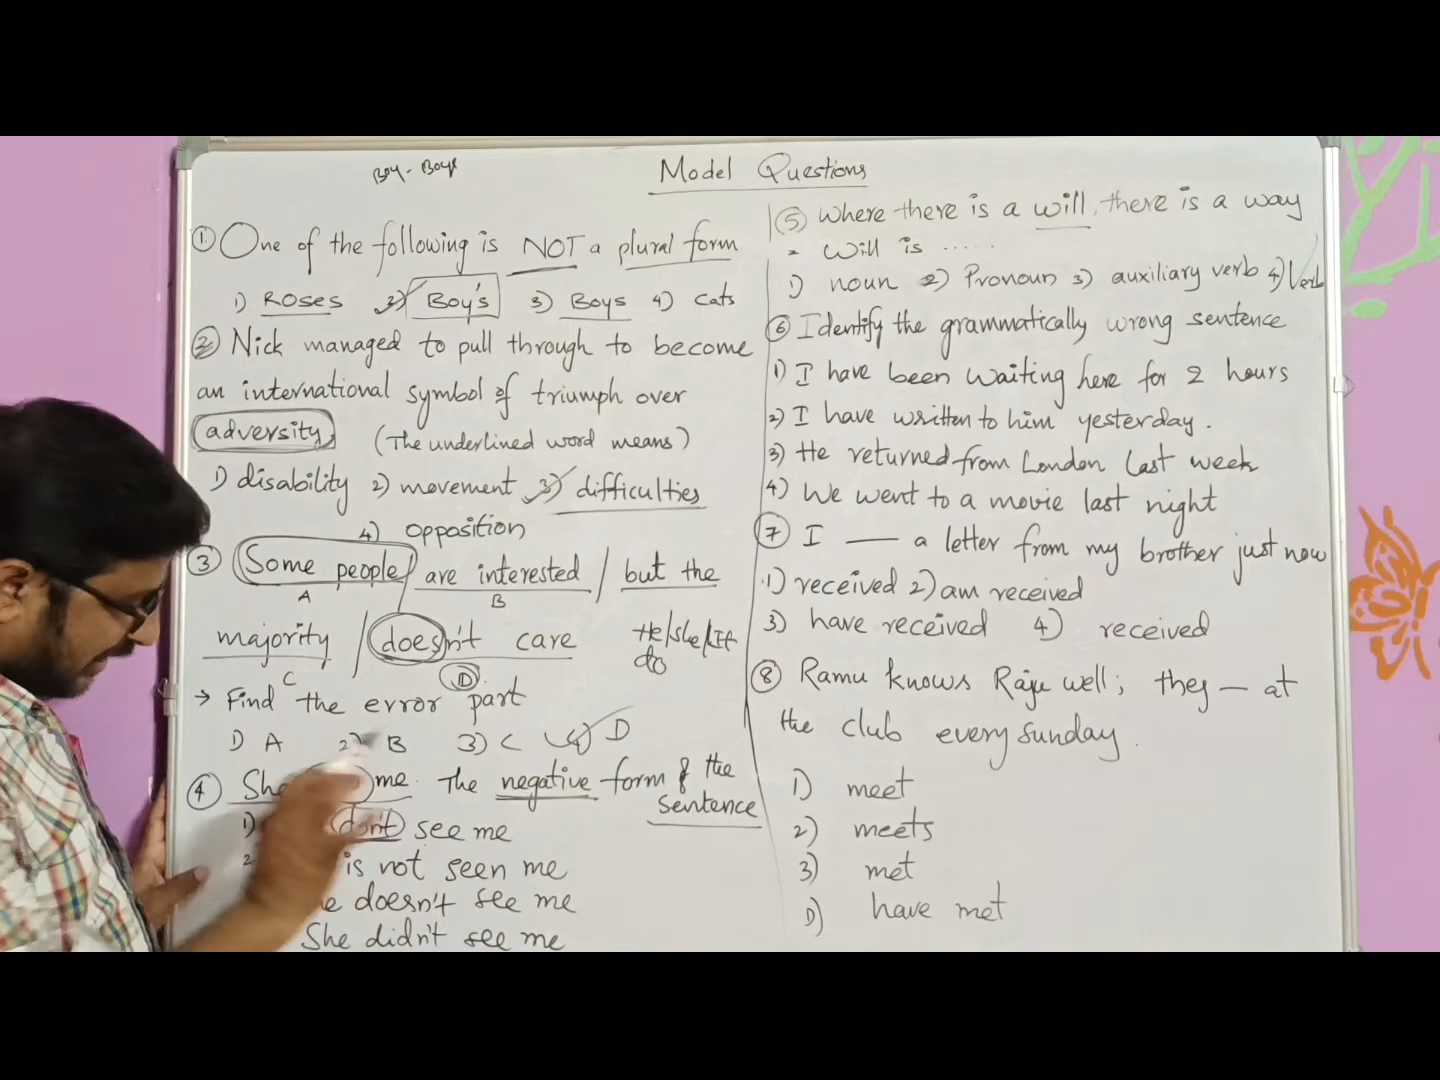 Boy - Boys
Model Questions
① One of the following is NOT a plural form
1) Roses 2) Boy's 3) Boys 4) cats
② Nick managed to pull through to become
an international symbol of triumph over
adversity (The underlined word means)
1) disability 2) movement 3) difficulties
4) opposition
③ Some people / are interested / but the
A B
majority / doesn't care He/she/It
C D do
→ Find the error part
1) A 2) B 3) C 4) D
④ She me. The negative form of the
sentence
1) don't see me
2 is not seen me
e doesn't see me
She didn't see me
⑤ Where there is a will, there is a way
- Will is .....
1) noun 2) Pronoun 3) auxiliary verb 4) Verb
⑥ Identify the grammatically wrong sentence
1) I have been waiting here for 2 hours
2) I have written to him yesterday.
3) He returned from London last week
4) We went to a movie last night
⑦ I — a letter from my brother just now
1) received 2) am received
3) have received 4) received
⑧ Ramu knows Raju well; they — at
the club every sunday.
1) meet
2) meets
3) met
D) have met